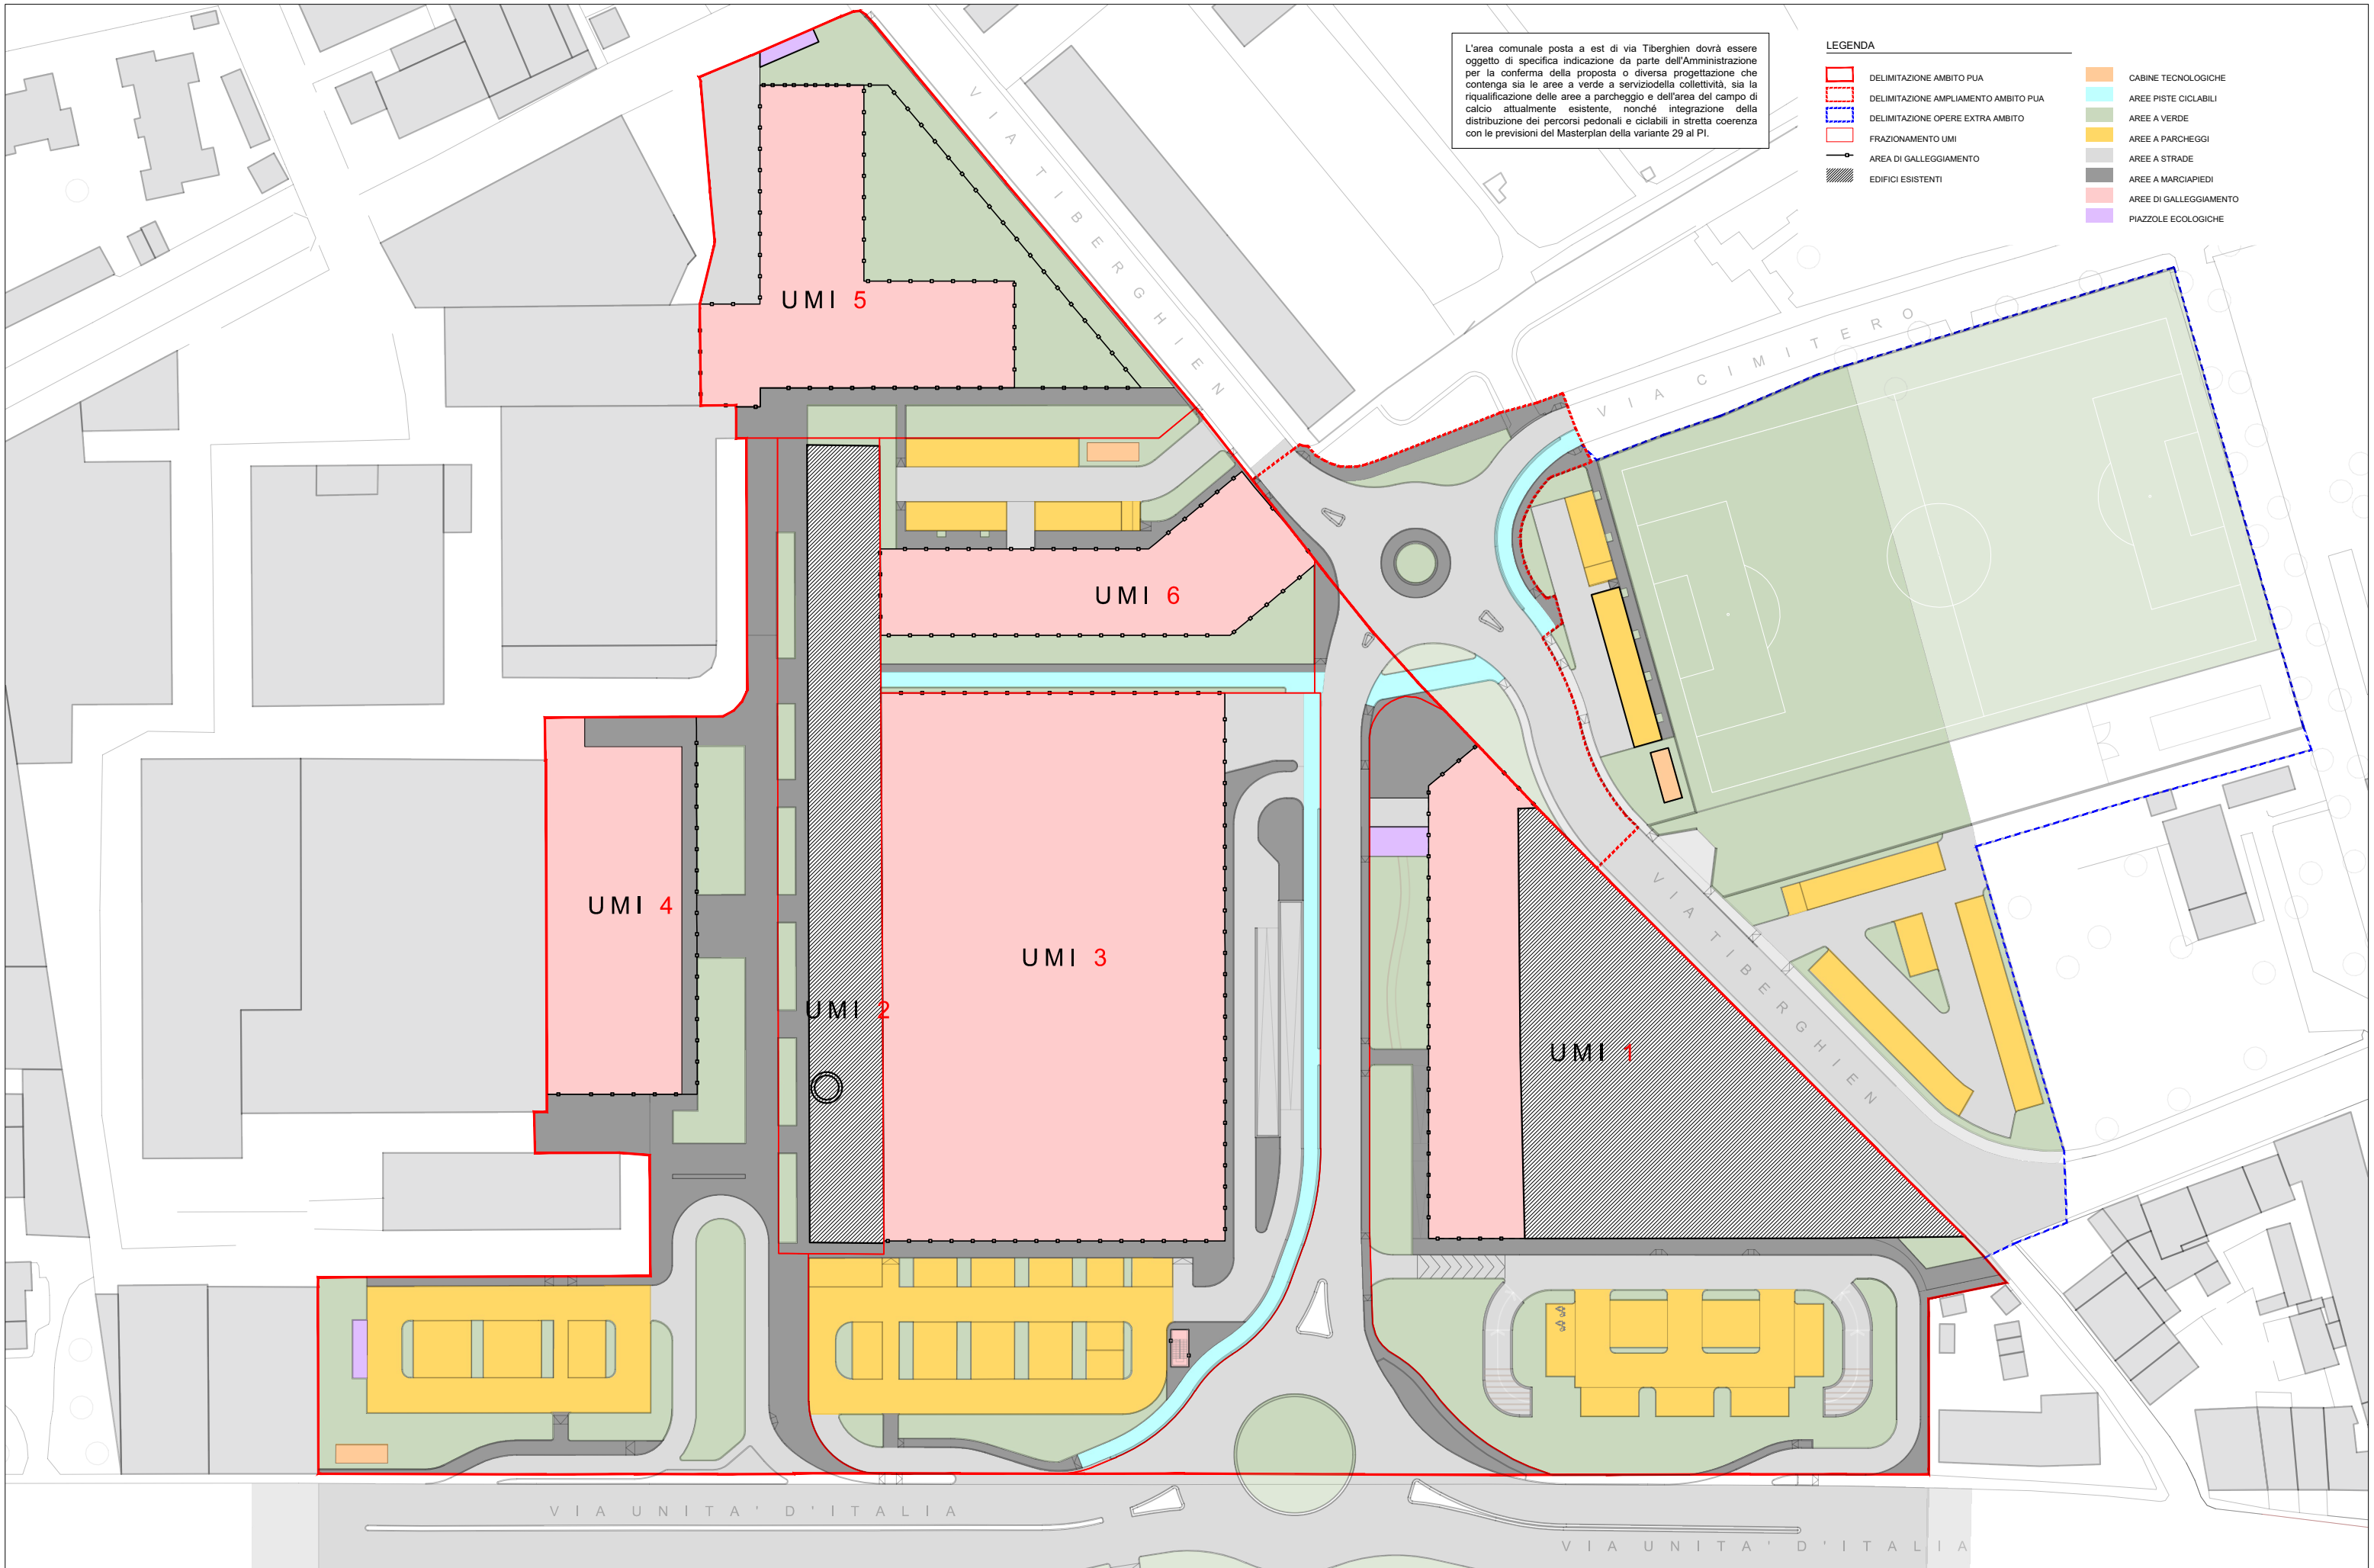 L'area comunale posta a est di via Tiberghien dovrà essere
oggetto di specifica indicazione da parte dell'Amministrazione
per la conferma della proposta o diversa progettazione che
contenga sia le aree a verde a serviziodella collettività, sia la
riqualificazione delle aree a parcheggio e dell'area del campo di
calcio attualmente esistente, nonché integrazione della
distribuzione dei percorsi pedonali e ciclabili in stretta coerenza
con le previsioni del Masterplan della variante 29 al PI.
LEGENDA
DELIMITAZIONE AMBITO PUA
DELIMITAZIONE AMPLIAMENTO AMBITO PUA
DELIMITAZIONE OPERE EXTRA AMBITO
FRAZIONAMENTO UMI
AREA DI GALLEGGIAMENTO
EDIFICI ESISTENTI
CABINE TECNOLOGICHE
AREE PISTE CICLABILI
AREE A VERDE
AREE A PARCHEGGI
AREE A STRADE
AREE A MARCIAPIEDI
AREE DI GALLEGGIAMENTO
PIAZZOLE ECOLOGICHE
VIA TIBERGHIEN
UMI 5
VIA CIMITERO
UMI 6
UMI 4
UMI 3
UMI 2
UMI 1
VIA TIBERGHIEN
VIA UNITA' D'ITALIA
VIA UNITA' D'ITALIA